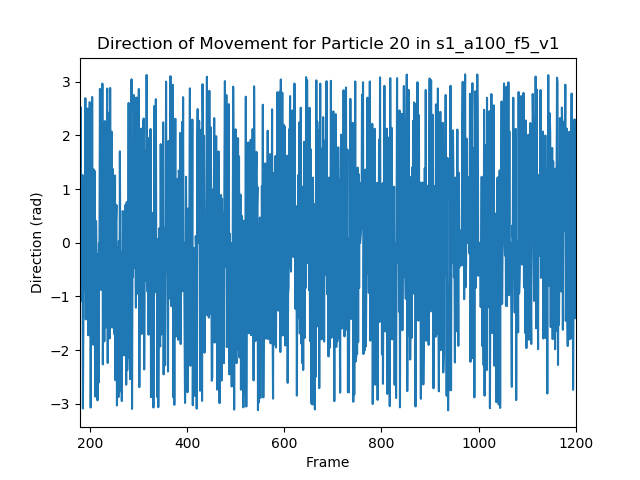 Direction of Movement for Particle 20 in s1_a100_f5_v1
3
2
1
0
−1
−2
−3
Direction (rad)
200 400 600 800 1000 1200
Frame